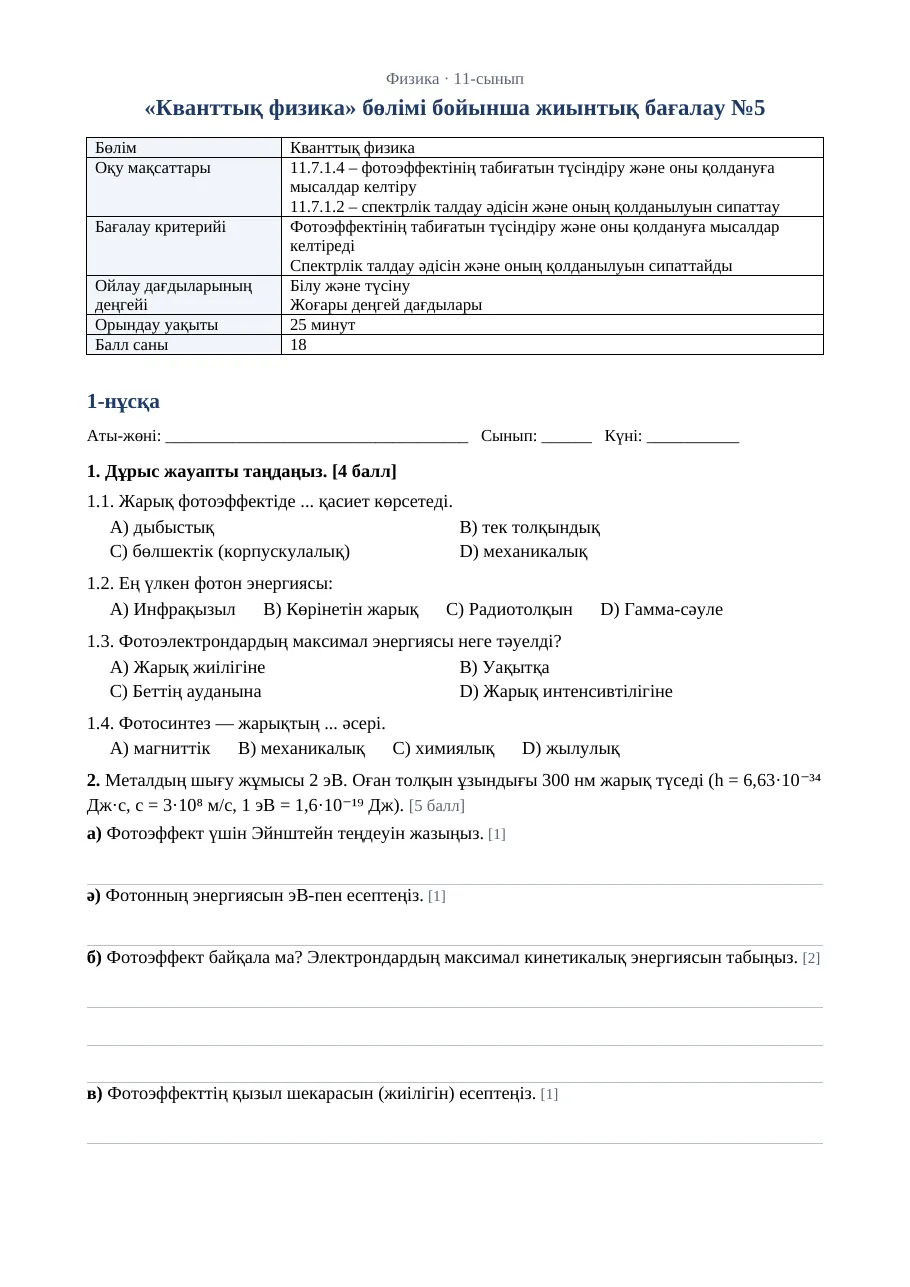 Физика · 11-сынып
«Кванттық физика» бөлімі бойынша жиынтық бағалау №5
Бөлім Кванттық физика
Оқу мақсаттары 11.7.1.4 – фотоэффектінің табиғатын түсіндіру және оны қолдануға
мысалдар келтіру
11.7.1.2 – спектрлік талдау әдісін және оның қолданылуын сипаттау
Бағалау критерийі Фотоэффектінің табиғатын түсіндіру және оны қолдануға мысалдар
келтіреді
Спектрлік талдау әдісін және оның қолданылуын сипаттайды
Ойлау дағдыларының Білу және түсіну
деңгейі Жоғары деңгей дағдылары
Орындау уақыты 25 минут
Балл саны 18
1-нұсқа
Аты-жөні: ____________________________________ Сынып: ______ Күні: ___________
1. Дұрыс жауапты таңдаңыз. [4 балл]
1.1. Жарық фотоэффектіде ... қасиет көрсетеді.
A) дыбыстық B) тек толқындық
C) бөлшектік (корпускулалық) D) механикалық
1.2. Ең үлкен фотон энергиясы:
A) Инфрақызыл B) Көрінетін жарық C) Радиотолқын D) Гамма-сәуле
1.3. Фотоэлектрондардың максимал энергиясы неге тәуелді?
A) Жарық жиілігіне B) Уақытқа
C) Беттің ауданына D) Жарық интенсивтілігіне
1.4. Фотосинтез — жарықтың ... әсері.
A) магниттік B) механикалық C) химиялық D) жылулық
2. Металдың шығу жұмысы 2 эВ. Оған толқын ұзындығы 300 нм жарық түседі (h = 6,63·10⁻³⁴
Дж·с, c = 3·10⁸ м/с, 1 эВ = 1,6·10⁻¹⁹ Дж). [5 балл]
а) Фотоэффект үшін Эйнштейн теңдеуін жазыңыз. [1]
ә) Фотонның энергиясын эВ-пен есептеңіз. [1]
б) Фотоэффект байқала ма? Электрондардың максимал кинетикалық энергиясын табыңыз. [2]
в) Фотоэффекттің қызыл шекарасын (жиілігін) есептеңіз. [1]